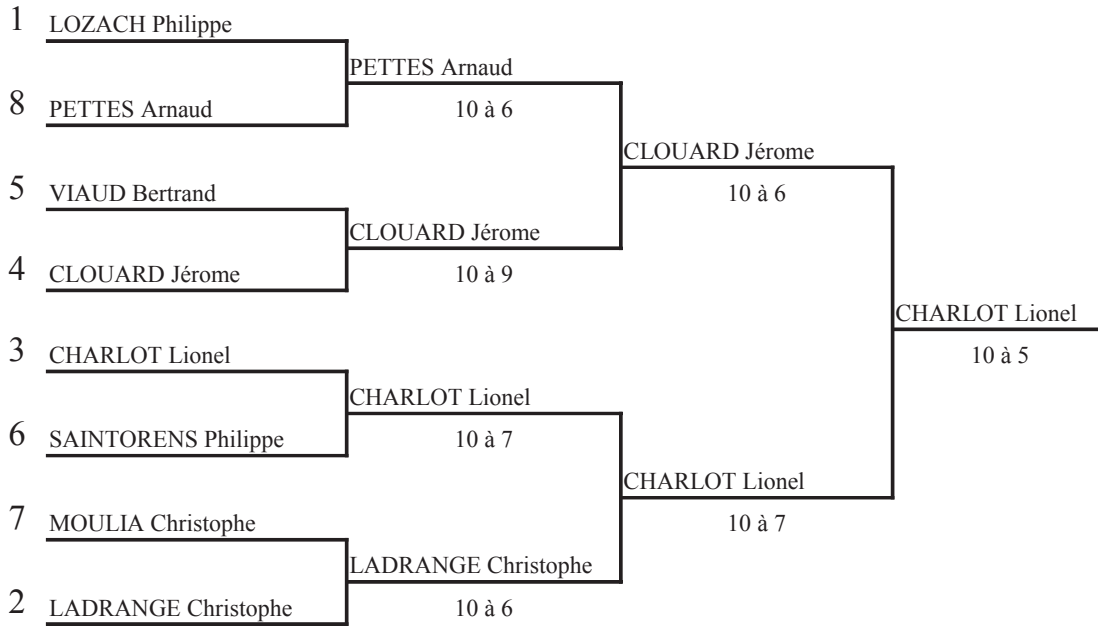 1 LOZACH Philippe
PETTES Arnaud
8 PETTES Arnaud
10 à 6
CLOUARD Jérome
5 VIAUD Bertrand
10 à 6
CLOUARD Jérome
4 CLOUARD Jérome
10 à 9
CHARLOT Lionel
3 CHARLOT Lionel
10 à 5
CHARLOT Lionel
6 SAINTORENS Philippe
10 à 7
CHARLOT Lionel
7 MOULIA Christophe
10 à 7
LADRANGE Christophe
2 LADRANGE Christophe
10 à 6